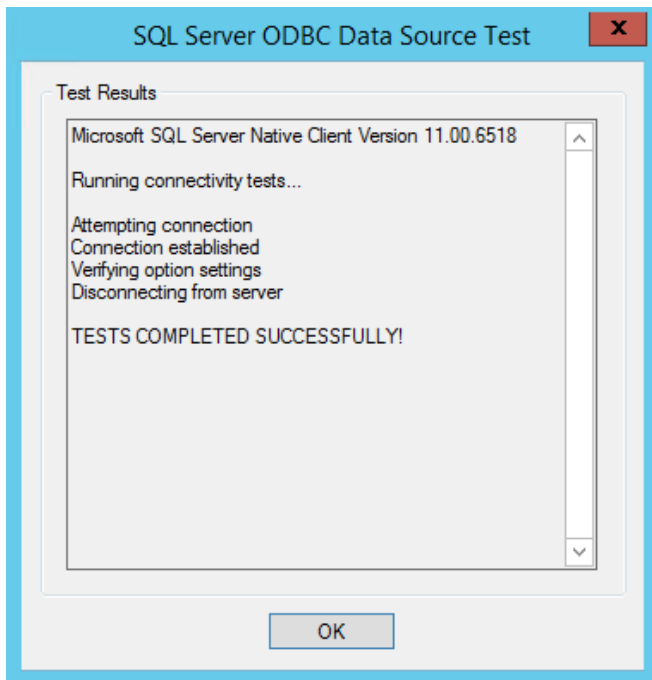 SQL Server ODBC Data Source Test
x
Test Results
Microsoft SQL Server Native Client Version 11.00.6518
Running connectivity tests...
Attempting connection
Connection established
Verifying option settings
Disconnecting from server
TESTS COMPLETED SUCCESSFULLY!
OK